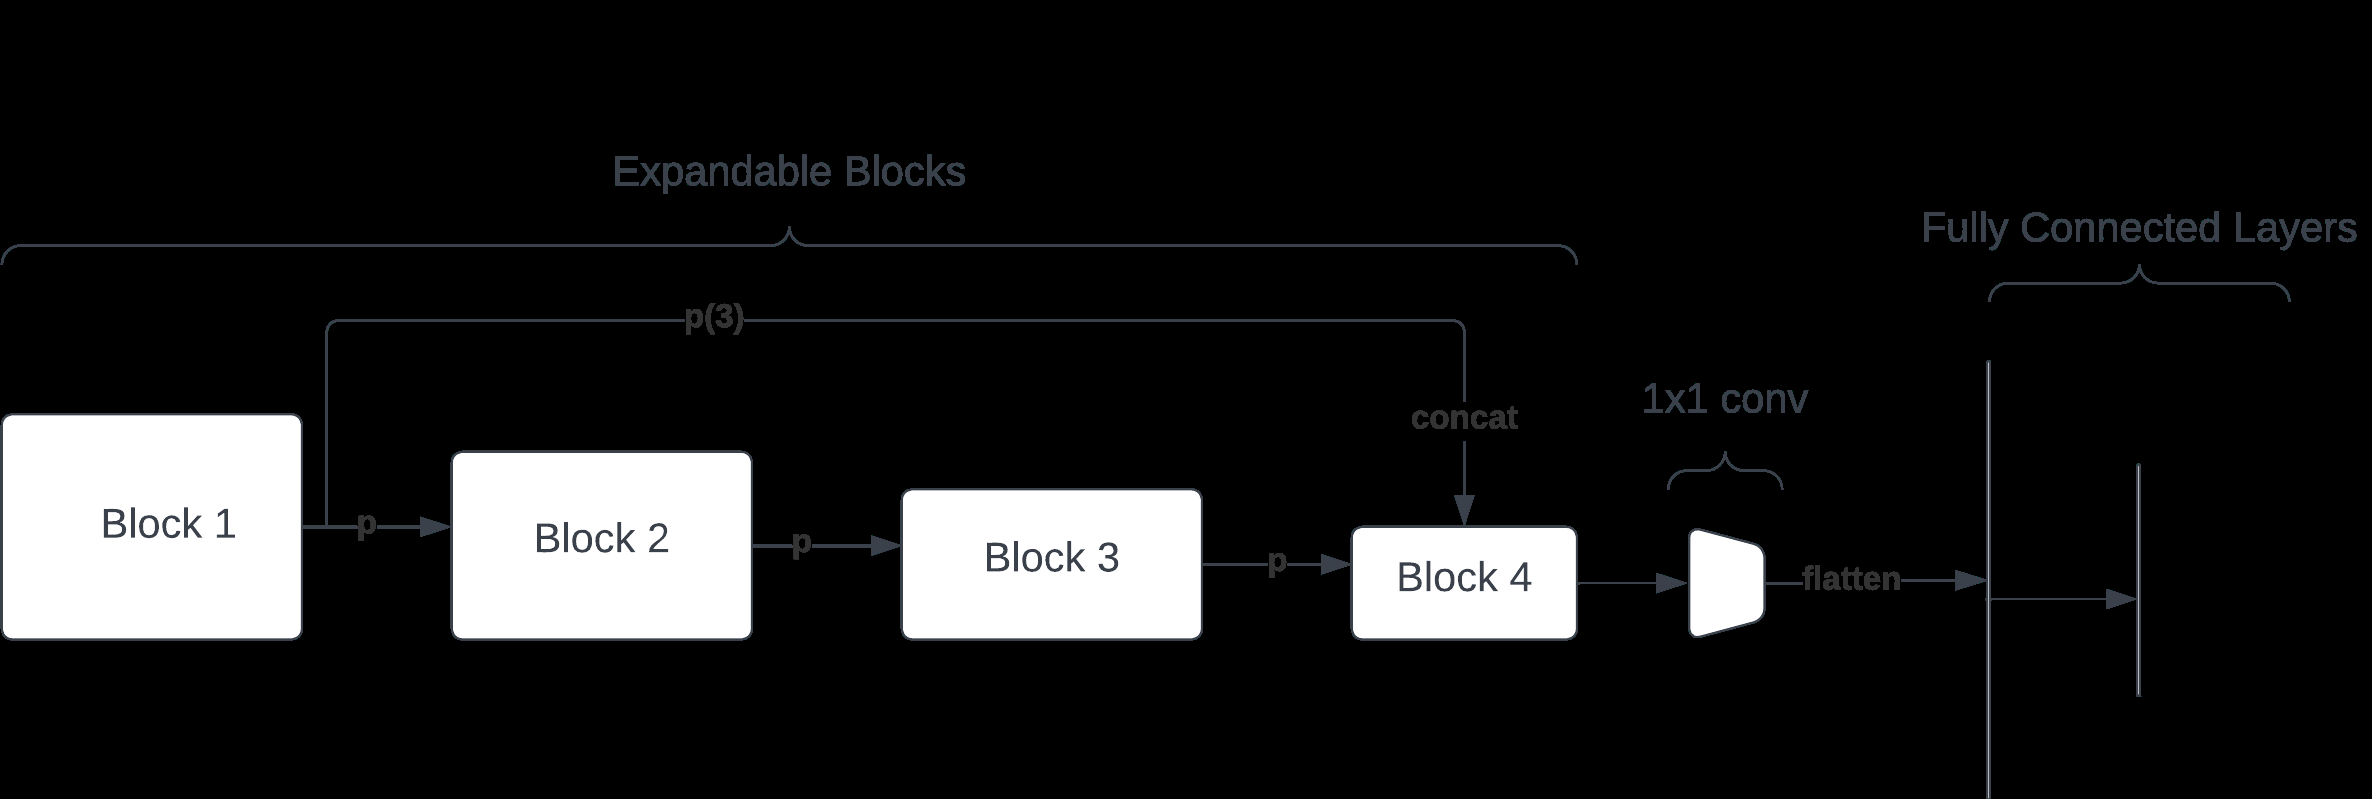 Expandable Blocks
Fully Connected Layers
p(3)
concat
1x1 conv
Block 1
p
Block 2
p
Block 3
p
Block 4
flatten